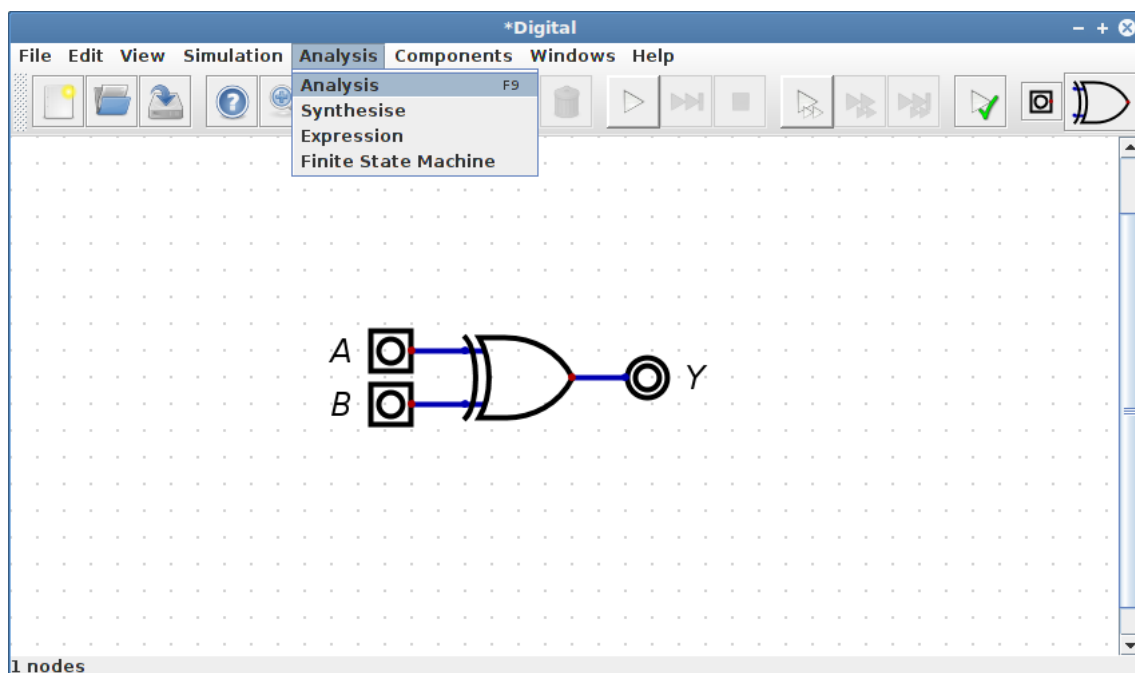 *Digital
File Edit View Simulation Analysis Components Windows Help
Analysis F9
Synthesise
Expression
Finite State Machine
A
B
Y
1 nodes